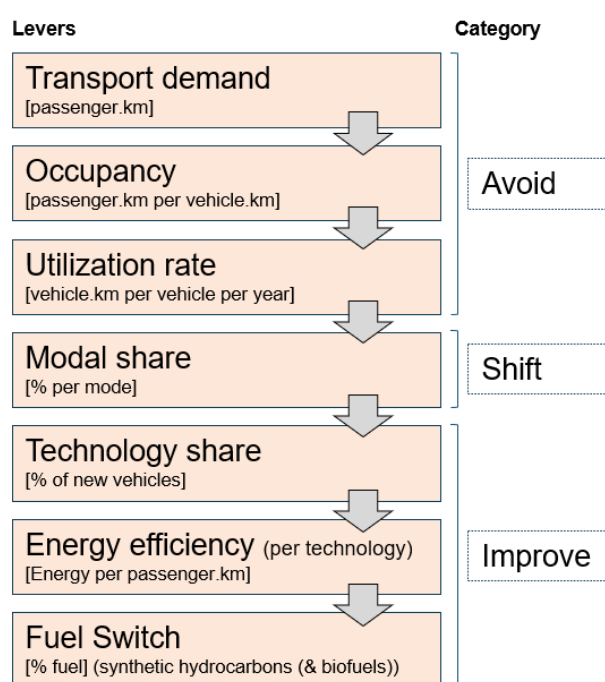 Levers Category
Transport demand
[passenger.km]
Occupancy
[passenger.km per vehicle.km]
Avoid
Utilization rate
[vehicle.km per vehicle per year]
Modal share
[% per mode]
Shift
Technology share
[% of new vehicles]
Energy efficiency (per technology)
[Energy per passenger.km]
Improve
Fuel Switch
[% fuel] (synthetic hydrocarbons (& biofuels))